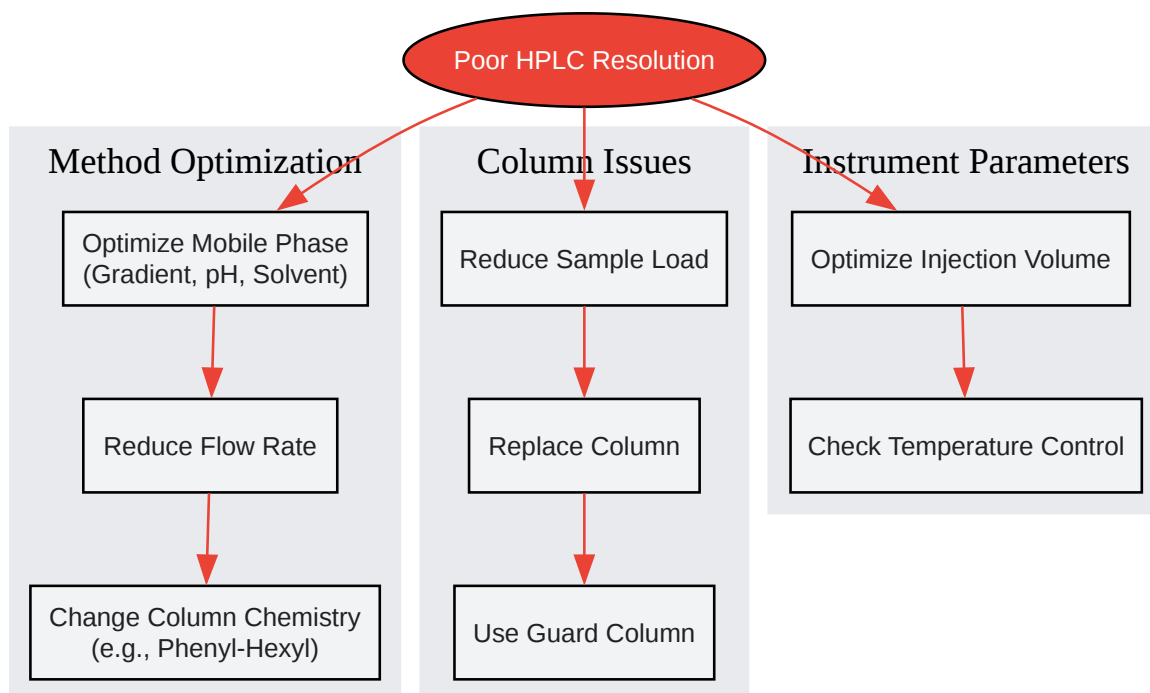 Poor HPLC Resolution
Method Optimization
Optimize Mobile Phase
(Gradient, pH, Solvent)
Reduce Flow Rate
Change Column Chemistry
(e.g., Phenyl-Hexyl)
Column Issues
Reduce Sample Load
Replace Column
Use Guard Column
Instrument Parameters
Optimize Injection Volume
Check Temperature Control